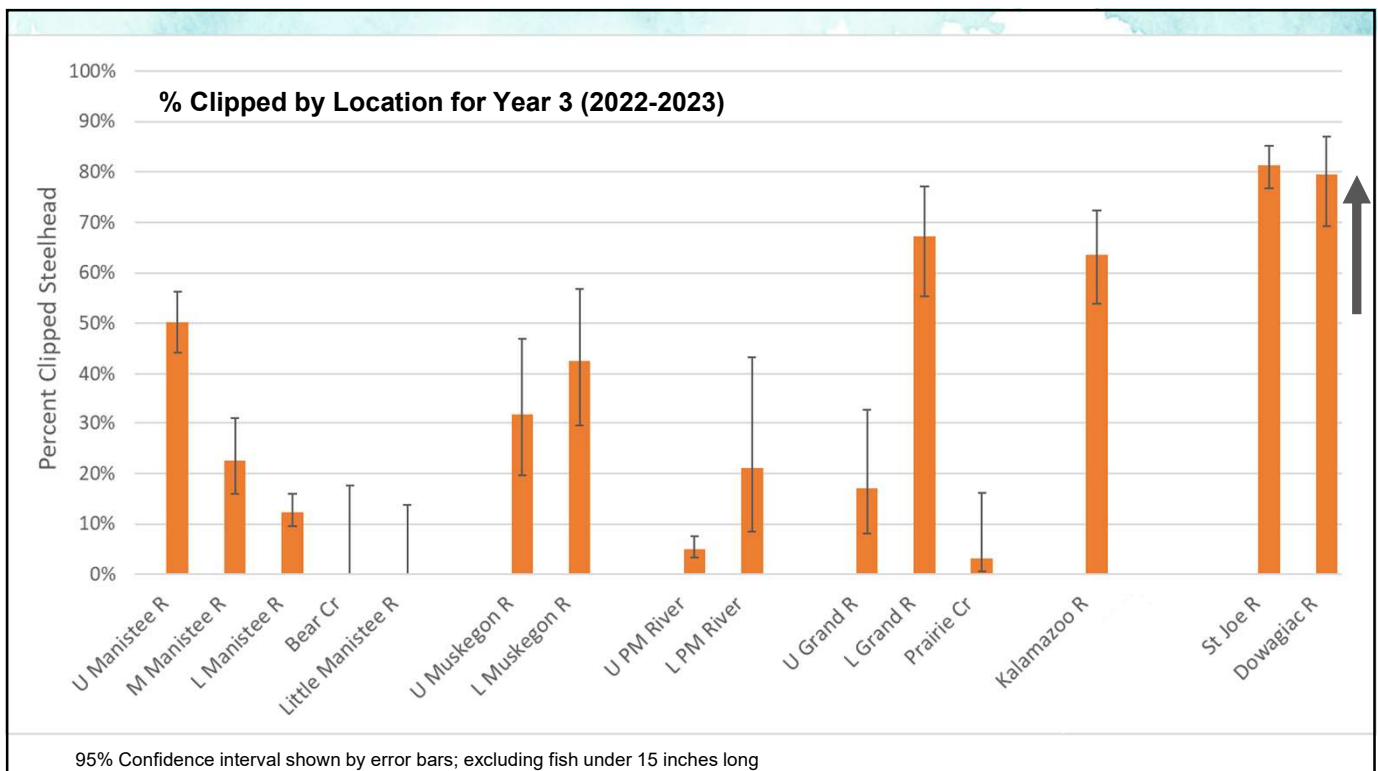 % Clipped by Location for Year 3 (2022-2023)
Percent Clipped Steelhead
100%
90%
80%
70%
60%
50%
40%
30%
20%
10%
0%
U Manistee R
M Manistee R
L Manistee R
Bear Cr
Little Manistee R
U Muskegon R
L Muskegon R
U PM River
L PM River
U Grand R
L Grand R
Prairie Cr
Kalamazoo R
St Joe R
Dowagiac R
95% Confidence interval shown by error bars; excluding fish under 15 inches long